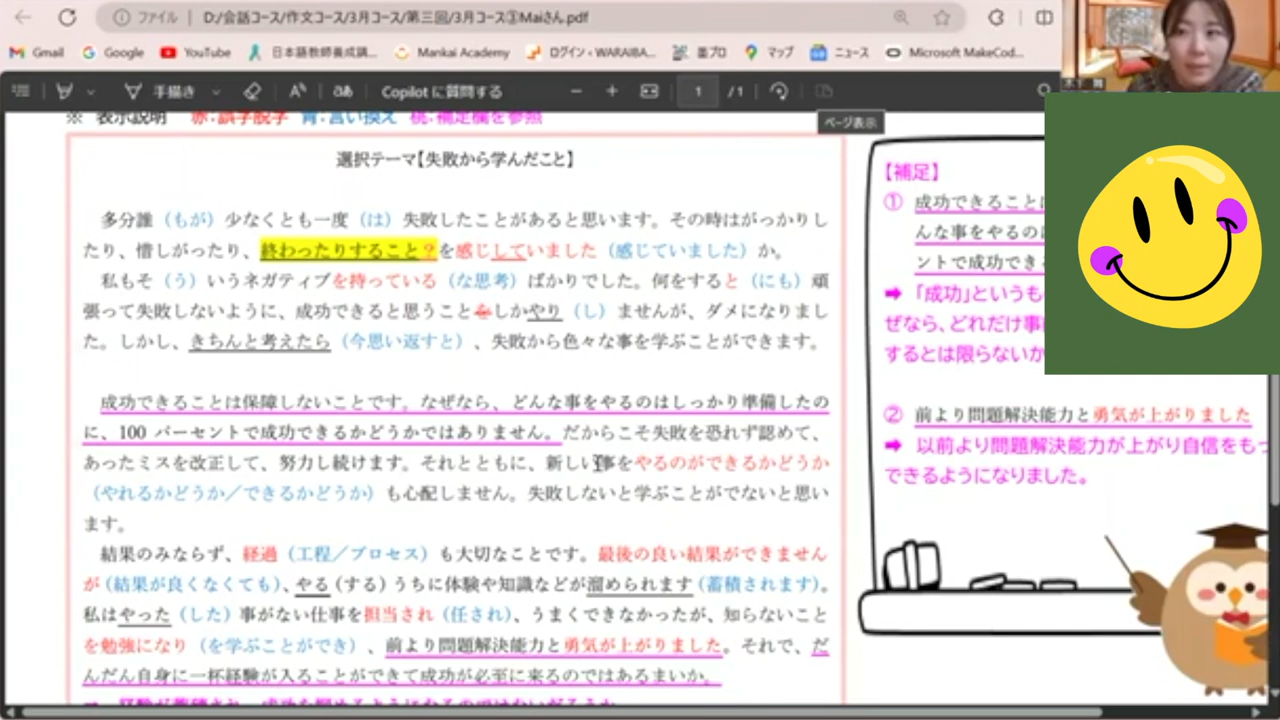 ファイル D:/会話コース/作文コース/3月コース/第三回/3月コース③Maiさん.pdf
Gmail Google YouTube 日本語教師養成講... Mankai Academy ログイン ‹ WARAIBA... 墨プロ マップ ニュース Microsoft MakeCod...
手描き Copilot に質問する 1 / 1
ページ表示
※ 表示説明 赤：誤字脱字 青：言い換え 桃：補足欄を参照
選択テーマ【失敗から学んだこと】
多分誰（もが）少なくとも一度（は）失敗したことがあると思います。その時はがっかりし
たり、惜しがったり、終わったりすること？を感じしていました（感じていました）か。
私もそ（う）いうネガティブを持っている（な思考）ばかりでした。何をすると（にも）頑
張って失敗しないように、成功できると思うことをしかやり（し）ませんが、ダメになりまし
た。しかし、きちんと考えたら（今思い返すと）、失敗から色々な事を学ぶことができます。
成功できることは保障しないことです。なぜなら、どんな事をやるのはしっかり準備したの
に、100 パーセントで成功できるかどうかではありません。だからこそ失敗を恐れず認めて、
あったミスを改正して、努力し続けます。それとともに、新しい事をやるのができるかどうか
（やれるかどうか／できるかどうか）も心配しません。失敗しないと学ぶことがでないと思い
ます。
結果のみならず、経過（工程／プロセス）も大切なことです。最後の良い結果ができません
が（結果が良くなくても）、やる（する）うちに体験や知識などが溜められます（蓄積されます）。
私はやった（した）事がない仕事を担当され（任され）、うまくできなかったが、知らないこと
を勉強になり（を学ぶことができ）、前より問題解決能力と勇気が上がりました。それで、だ
んだん自身に一杯経験が入ることができて成功が必至に来るのではあるまいか。
【補足】
① 成功できることは
んな事をやるの
ントで成功でき
➡ 「成功」というも
ぜなら、どれだけ事
するとは限らないか
② 前より問題解決能力と勇気が上がりました
➡ 以前より問題解決能力が上がり自信をもっ
できるようになりました。